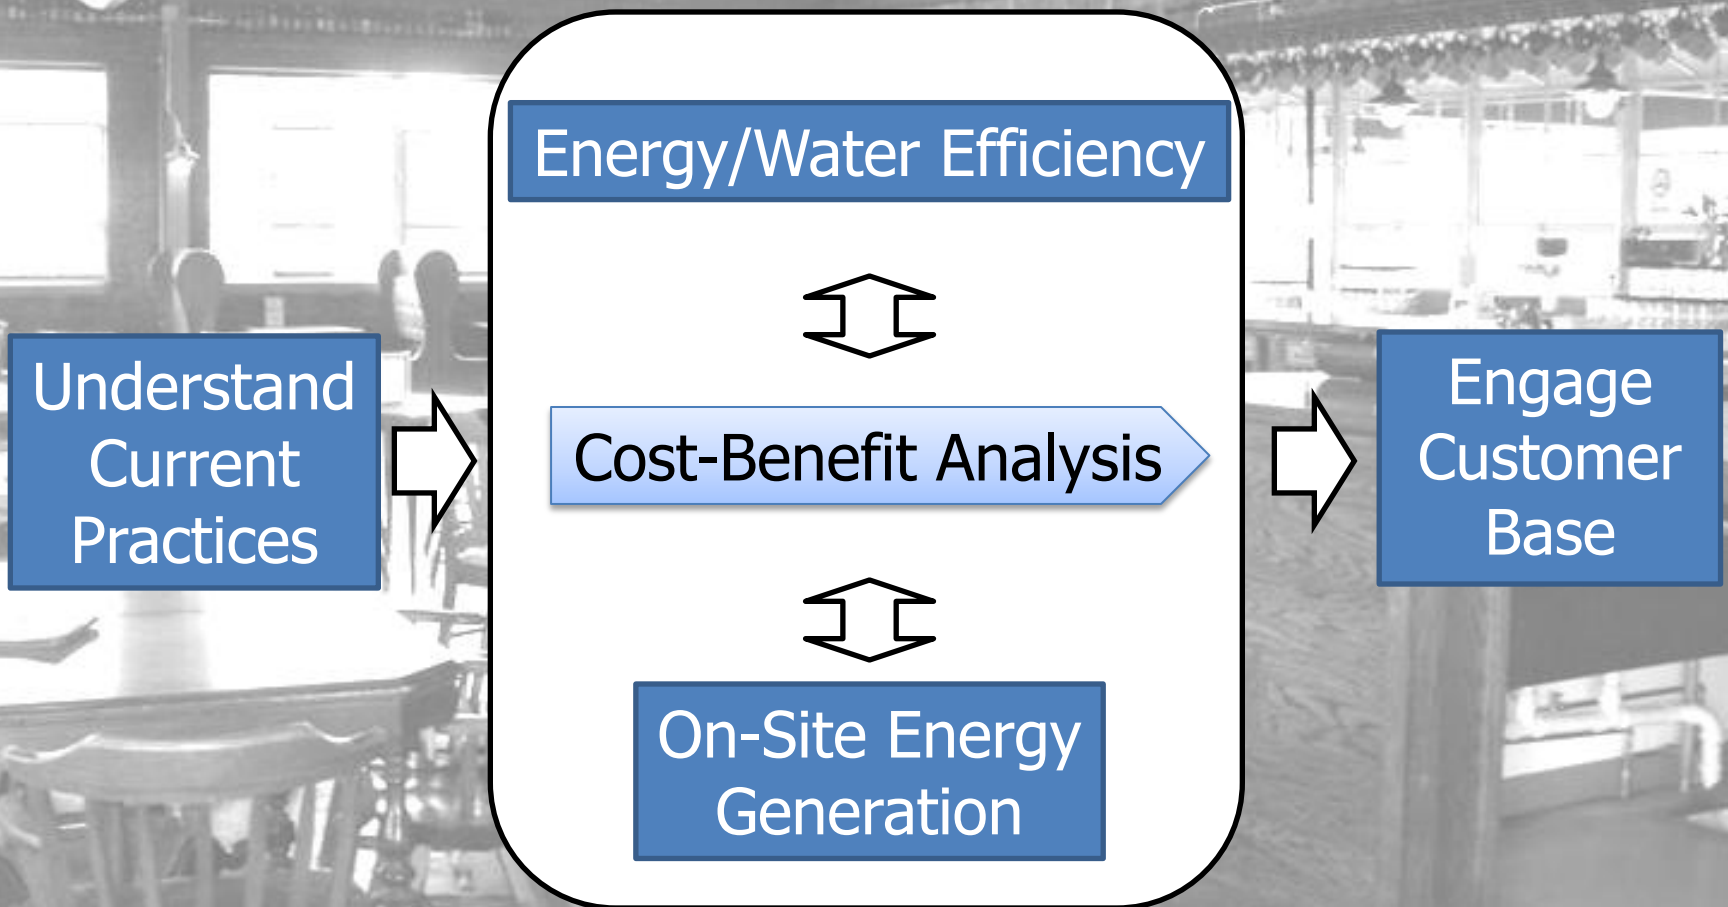 Energy/Water Efficiency
Understand
Current
Practices
Cost-Benefit Analysis
Engage
Customer
Base
On-Site Energy
Generation